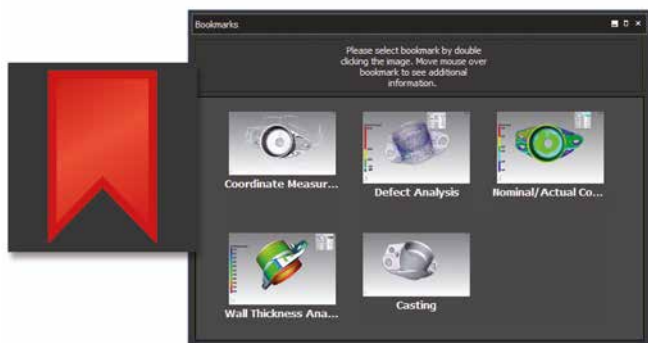 Bookmarks
Please select bookmark by double
clicking the image. Move mouse over
bookmark to see additional
information.
Coordinate Measur...
Defect Analysis
Nominal/Actual Co...
Wall Thickness Ana...
Casting